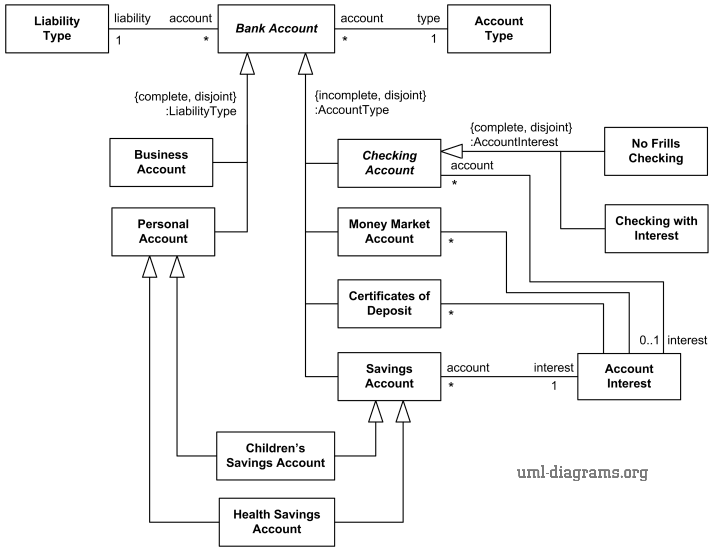 Liability
Type
liability
1
account
*
Bank Account
account
*
type
1
Account
Type
{complete, disjoint}
:LiabilityType
{incomplete, disjoint}
:AccountType
{complete, disjoint}
:AccountInterest
Business
Account
Checking
Account
account
*
No Frills
Checking
Personal
Account
Money Market
Account
*
Checking with
Interest
Certificates of
Deposit
*
0..1
interest
Savings
Account
account
*
interest
1
Account
Interest
Children's
Savings Account
uml-diagrams.org
Health Savings
Account